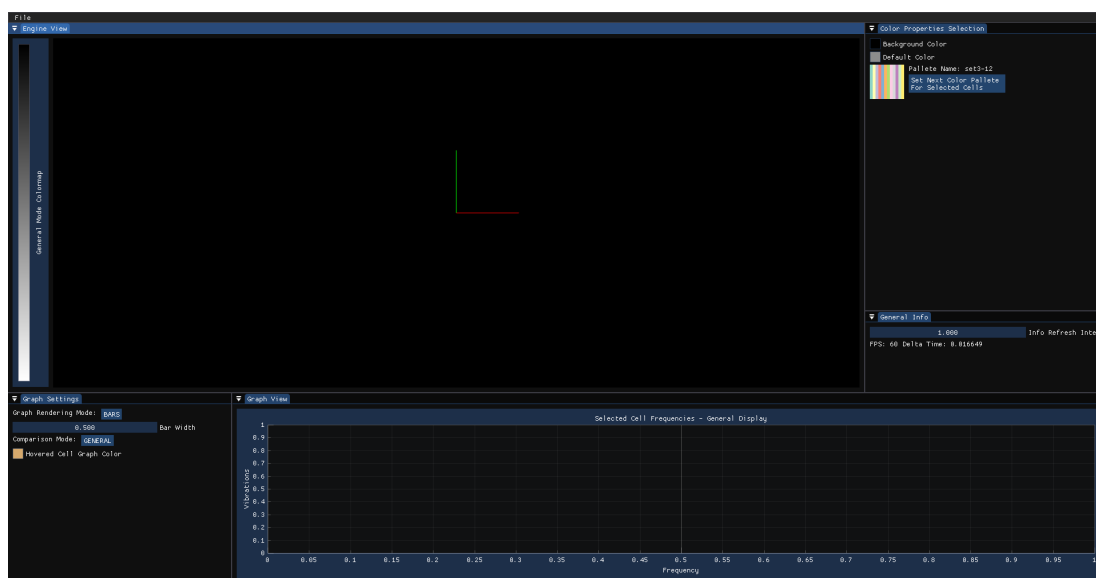 File
Engine View
General Mode Colormap
Color Properties Selection
Background Color
Default Color
Pallete Name: set3-12
Set Next Color Pallete
For Selected Cells
General Info
1.000 Info Refresh Inte
FPS: 60 Delta Time: 0.016649
Graph Settings
Graph Rendering Mode: BARS
0.500 Bar Width
Comparison Mode: GENERAL
Hovered Cell Graph Color
Graph View
Selected Cell Frequencies - General Display
Vibrations
1
0.9
0.8
0.7
0.6
0.5
0.4
0.3
0.2
0.1
0
0 0.05 0.1 0.15 0.2 0.25 0.3 0.35 0.4 0.45 0.5 0.55 0.6 0.65 0.7 0.75 0.8 0.85 0.9 0.95 1
Frequency